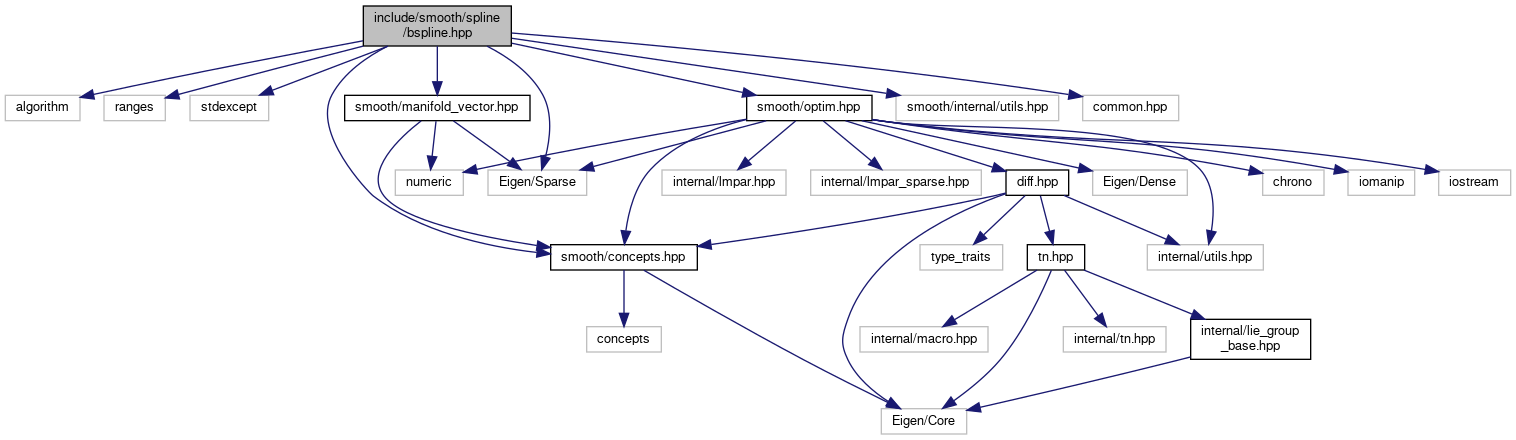 include/smooth/spline
/bspline.hpp
algorithm
ranges
stdexcept
smooth/manifold_vector.hpp
smooth/optim.hpp
smooth/internal/utils.hpp
common.hpp
numeric
Eigen/Sparse
internal/lmpar.hpp
internal/lmpar_sparse.hpp
diff.hpp
Eigen/Dense
chrono
iomanip
iostream
smooth/concepts.hpp
type_traits
tn.hpp
internal/utils.hpp
concepts
internal/macro.hpp
internal/tn.hpp
internal/lie_group
_base.hpp
Eigen/Core